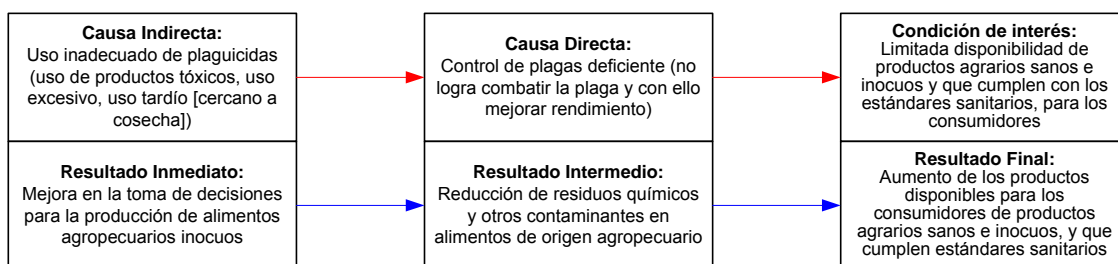 Causa Indirecta:
Uso inadecuado de plaguicidas
(uso de productos tóxicos, uso
excesivo, uso tardío [cercano a
cosecha])
Causa Directa:
Control de plagas deficiente (no
logra combatir la plaga y con ello
mejorar rendimiento)
Condición de interés:
Limitada disponibilidad de
productos agrarios sanos e
inocuos y que cumplen con los
estándares sanitarios, para los
consumidores
Resultado Inmediato:
Mejora en la toma de decisiones
para la producción de alimentos
agropecuarios inocuos
Resultado Intermedio:
Reducción de residuos químicos
y otros contaminantes en
alimentos de origen agropecuario
Resultado Final:
Aumento de los productos
disponibles para los
consumidores de productos
agrarios sanos e inocuos, y que
cumplen estándares sanitarios